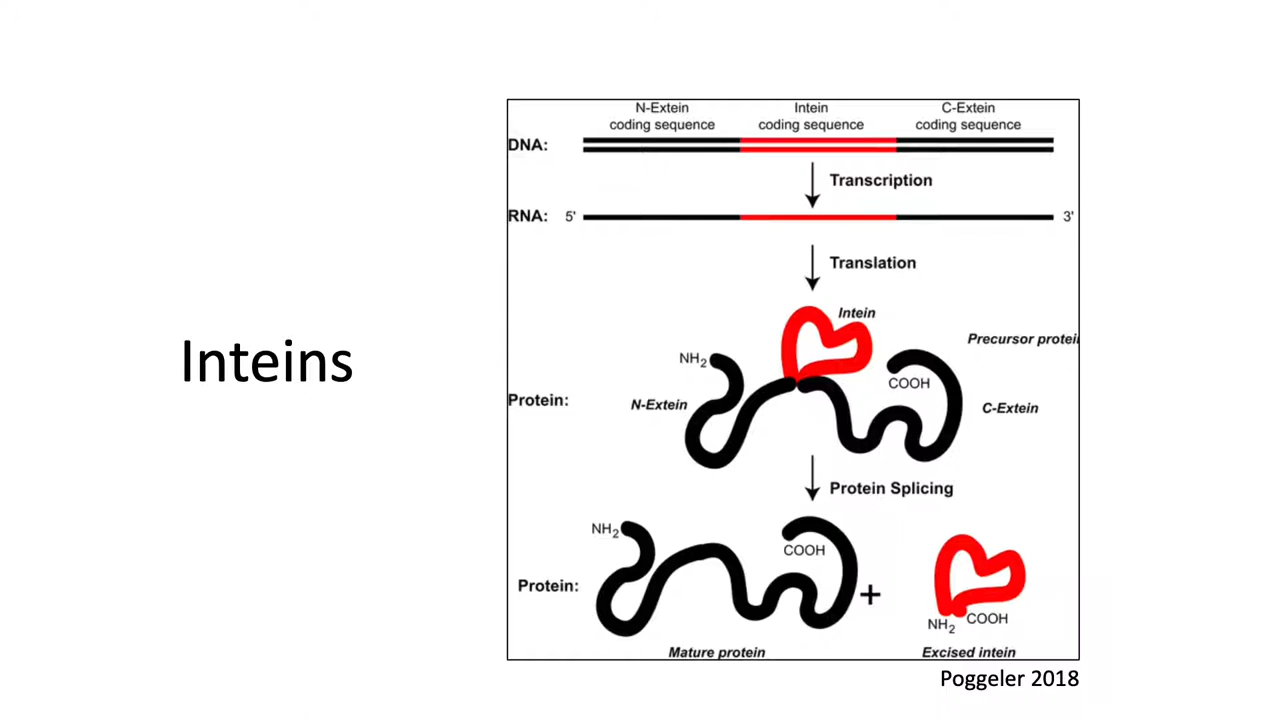 Inteins
N-Extein
coding sequence
Intein
coding sequence
C-Extein
coding sequence
DNA:
Transcription
RNA: 5' 3'
Translation
Intein
Precursor protein
NH2
COOH
Protein:
N-Extein
C-Extein
Protein Splicing
NH2
COOH
Protein:
+
NH2
COOH
Mature protein
Excised intein
Poggeler 2018